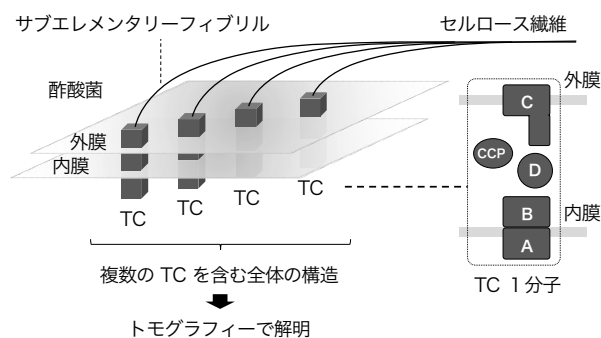 サブエレメンタリーフィブリル
セルロース繊維
酢酸菌
外膜
内膜
TC
TC
TC
TC
複数の TC を含む全体の構造
トモグラフィーで解明
外膜
C
CCP
D
B
内膜
A
TC 1分子